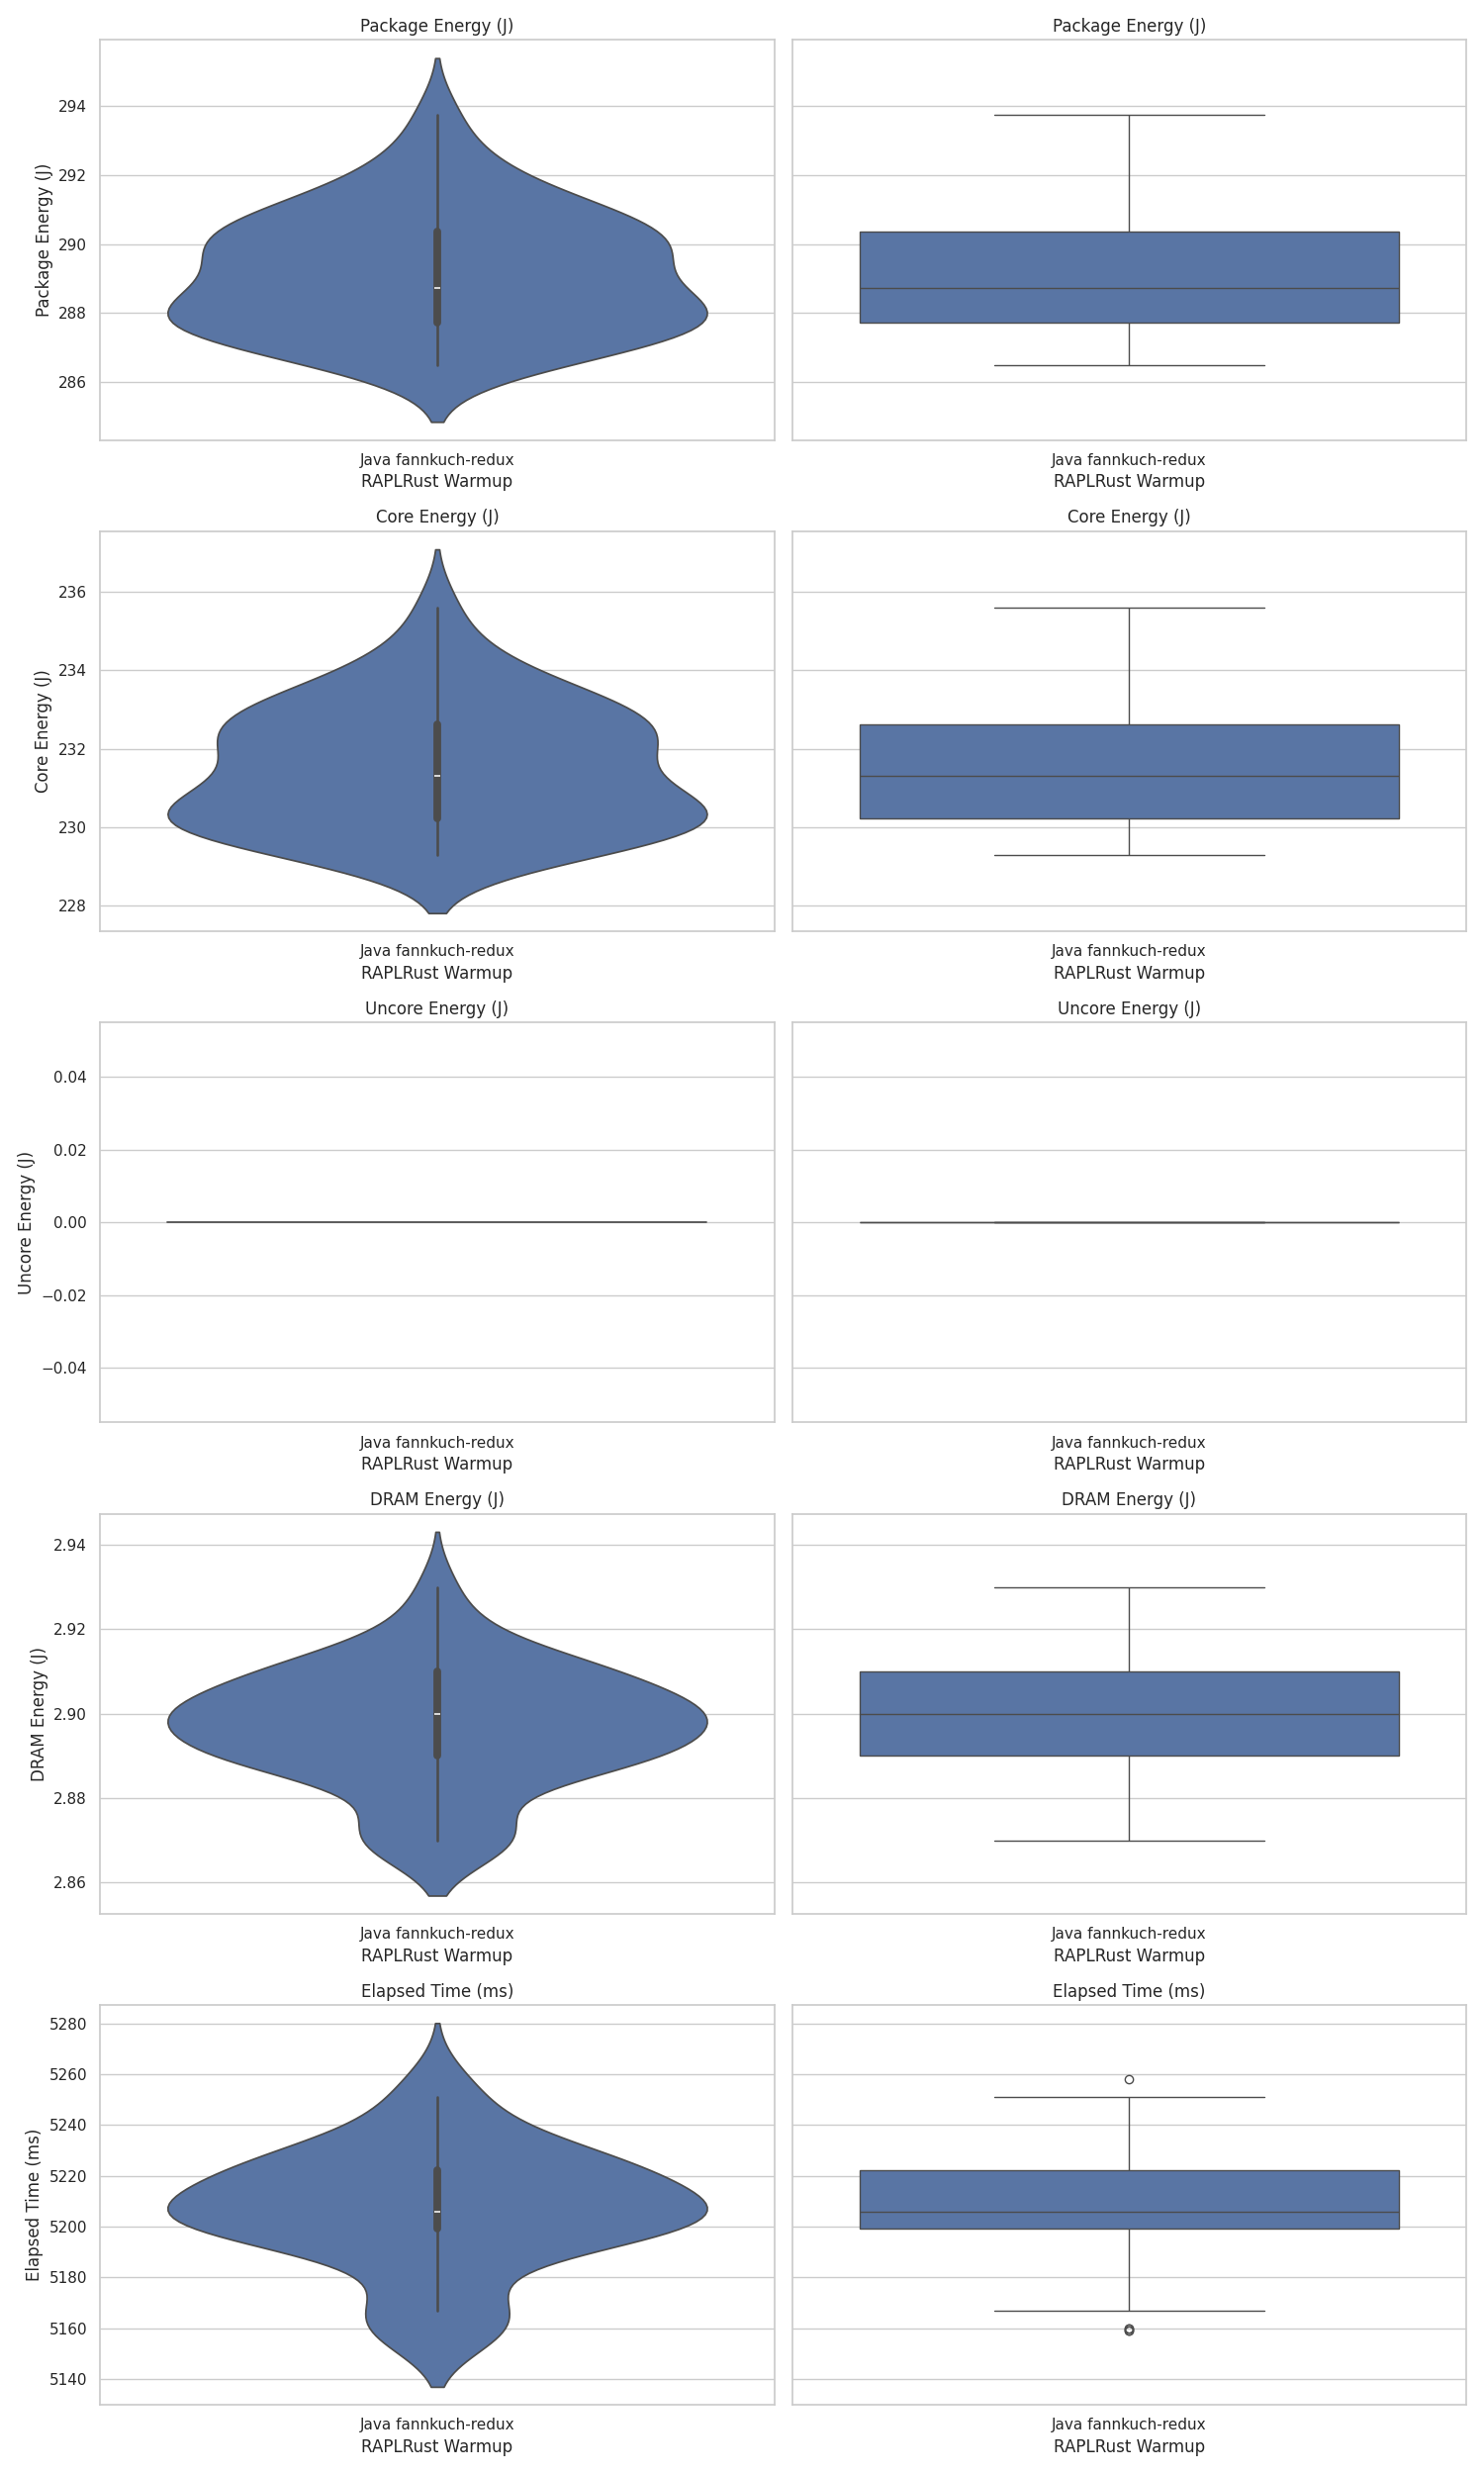 Package Energy (J)
Package Energy (J)
Package Energy (J)
294
292
290
288
286
Java fannkuch-redux
RAPLRust Warmup
Java fannkuch-redux
RAPLRust Warmup
Core Energy (J)
Core Energy (J)
Core Energy (J)
236
234
232
230
228
Java fannkuch-redux
RAPLRust Warmup
Java fannkuch-redux
RAPLRust Warmup
Uncore Energy (J)
Uncore Energy (J)
Uncore Energy (J)
0.04
0.02
0.00
−0.02
−0.04
Java fannkuch-redux
RAPLRust Warmup
Java fannkuch-redux
RAPLRust Warmup
DRAM Energy (J)
DRAM Energy (J)
DRAM Energy (J)
2.94
2.92
2.90
2.88
2.86
Java fannkuch-redux
RAPLRust Warmup
Java fannkuch-redux
RAPLRust Warmup
Elapsed Time (ms)
Elapsed Time (ms)
Elapsed Time (ms)
5280
5260
5240
5220
5200
5180
5160
5140
Java fannkuch-redux
RAPLRust Warmup
Java fannkuch-redux
RAPLRust Warmup